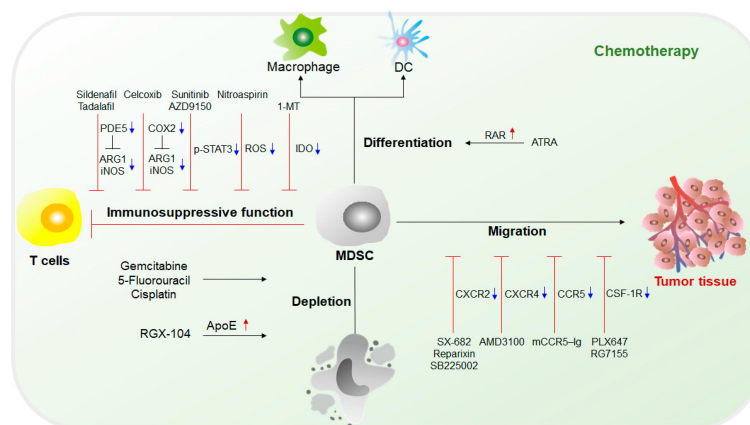 Chemotherapy
Macrophage
DC
Sildenafil Celcoxib Sunitinib Nitroaspirin
Tadalafil AZD9150 1-MT
PDE5 COX2
p-STAT3 ROS IDO
ARG1 ARG1
iNOS iNOS
Differentiation
RAR
ATRA
Immunosuppressive function
T cells
MDSC
Migration
Tumor tissue
Gemcitabine
5-Fluorouracil
Cisplatin
Depletion
RGX-104
ApoE
CXCR2 CXCR4 CCR5 CSF-1R
SX-682 AMD3100 mCCR5–Ig PLX647
Reparixin RG7155
SB225002